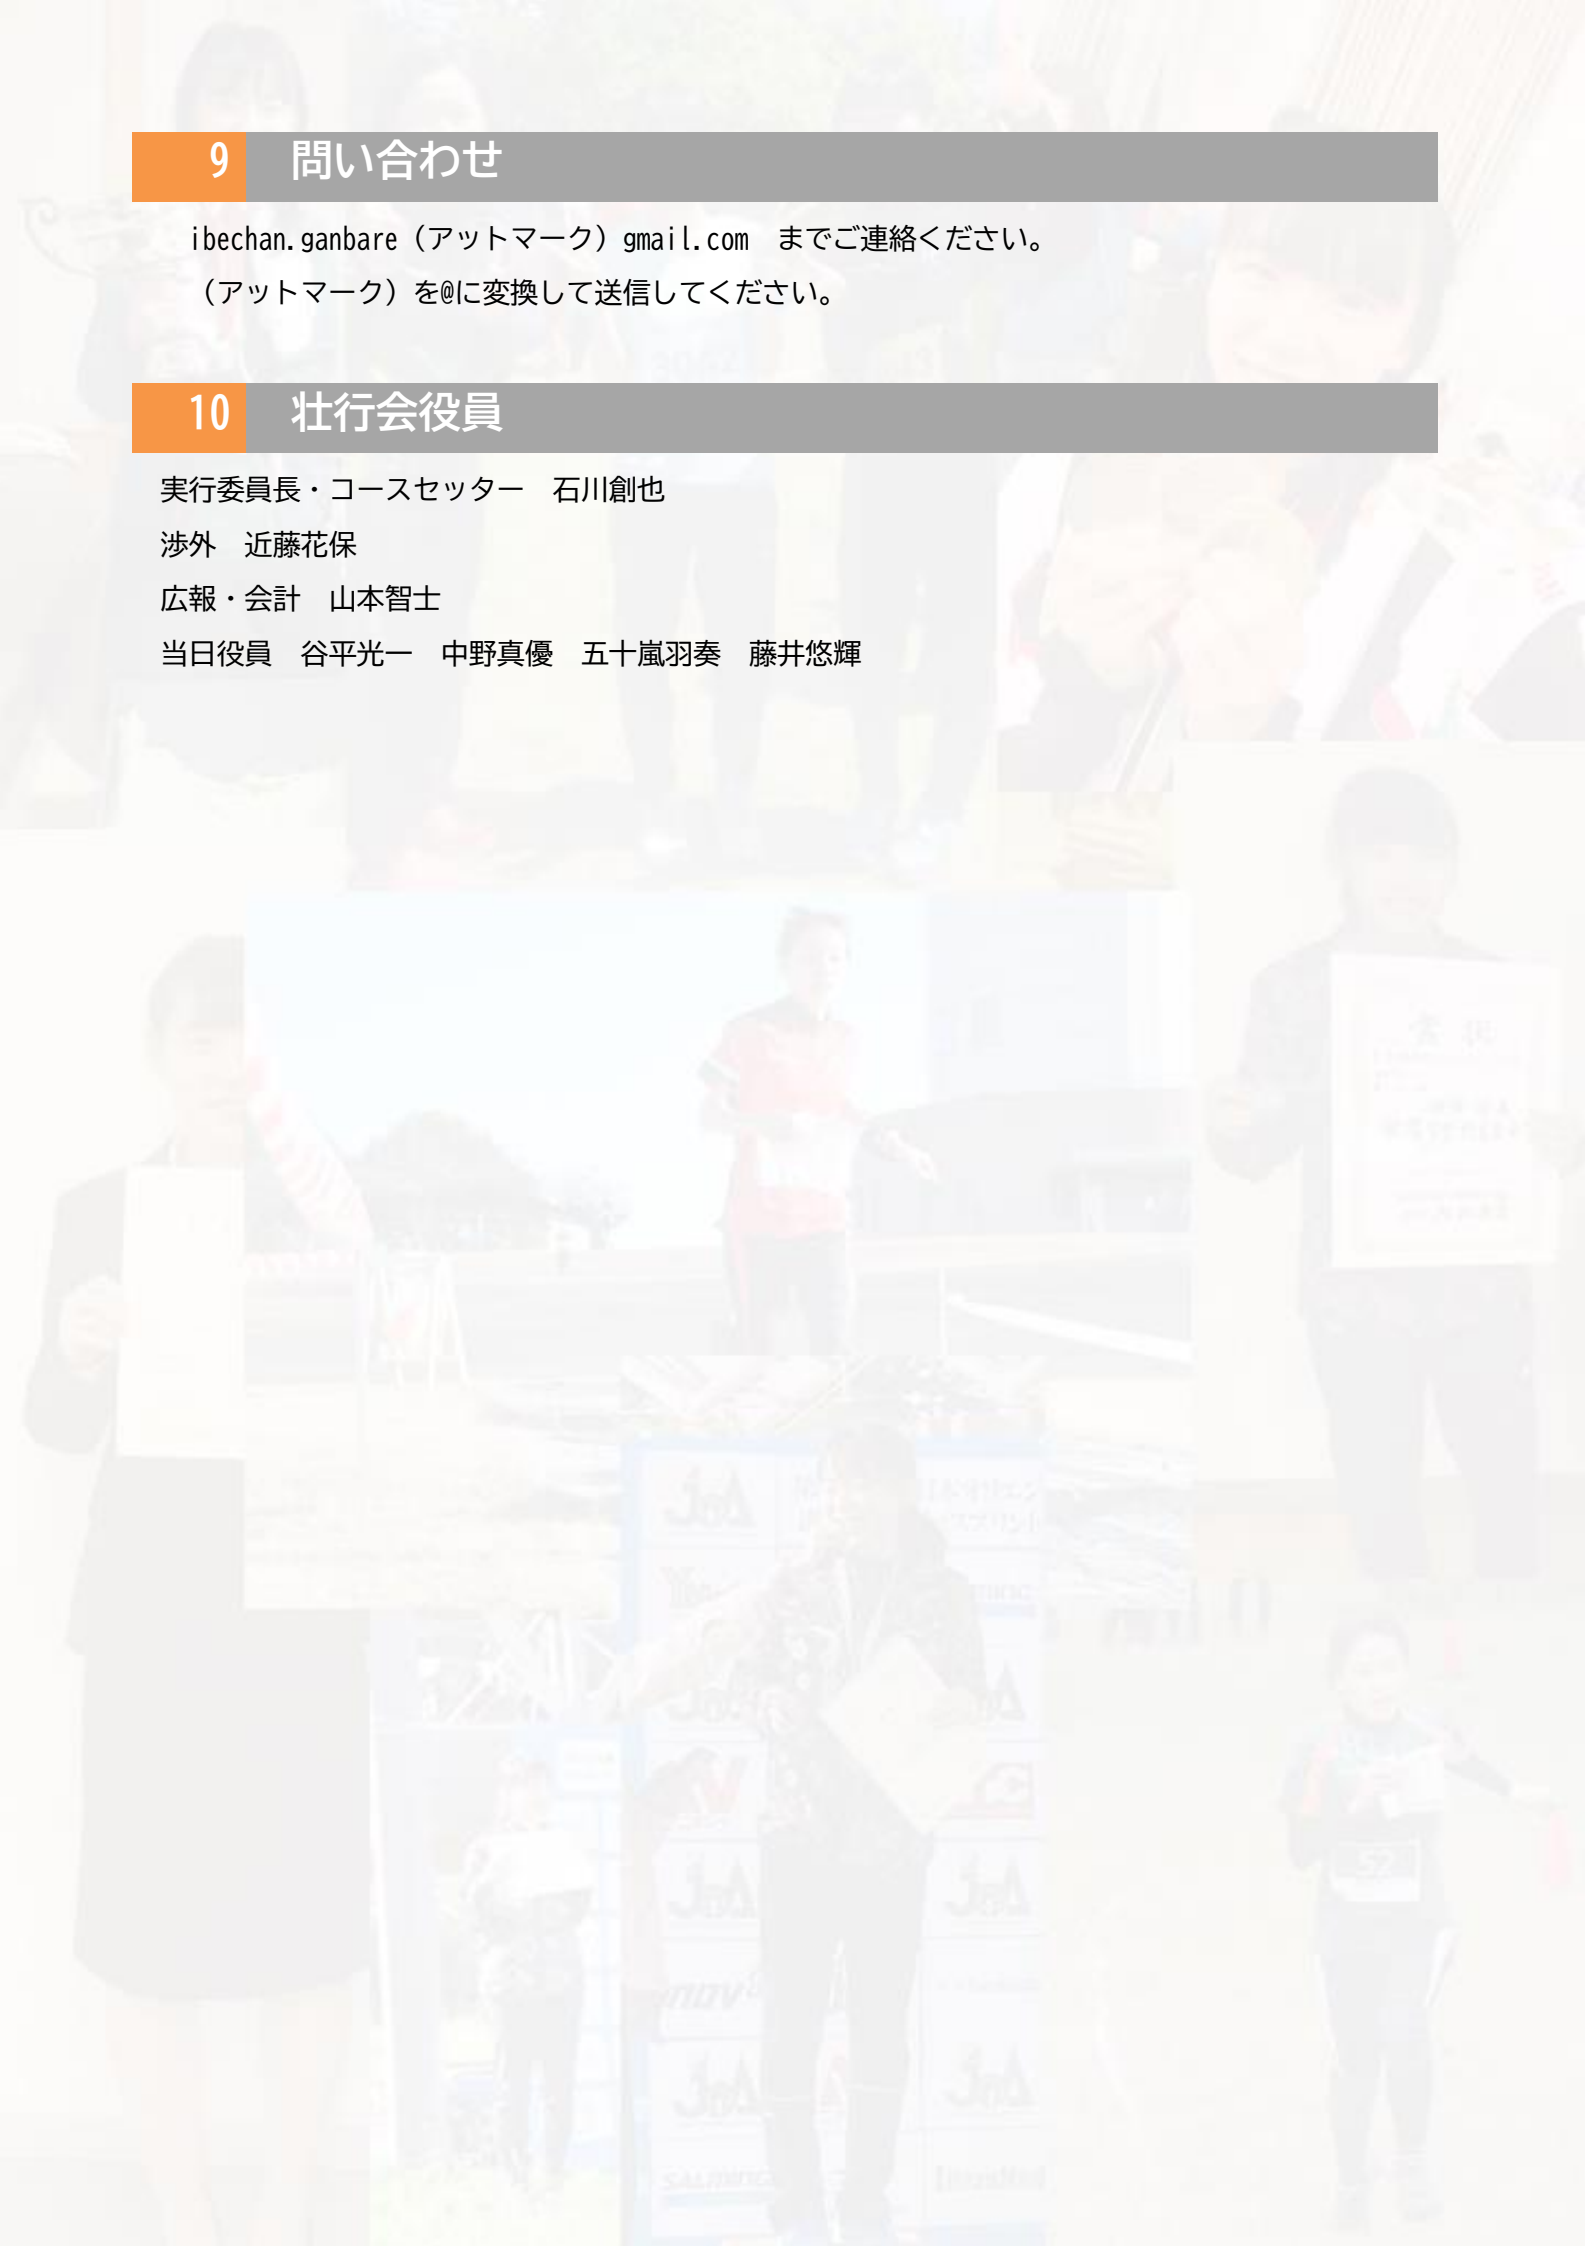 9 問い合わせ
ibechan.ganbare（アットマーク）gmail.com　までご連絡ください。
（アットマーク）を@に変換して送信してください。
10 壮行会役員
実行委員長・コースセッター　石川創也
渉外　近藤花保
広報・会計　山本智士
当日役員　谷平光一　中野真優　五十嵐羽奏　藤井悠輝
賞状
52